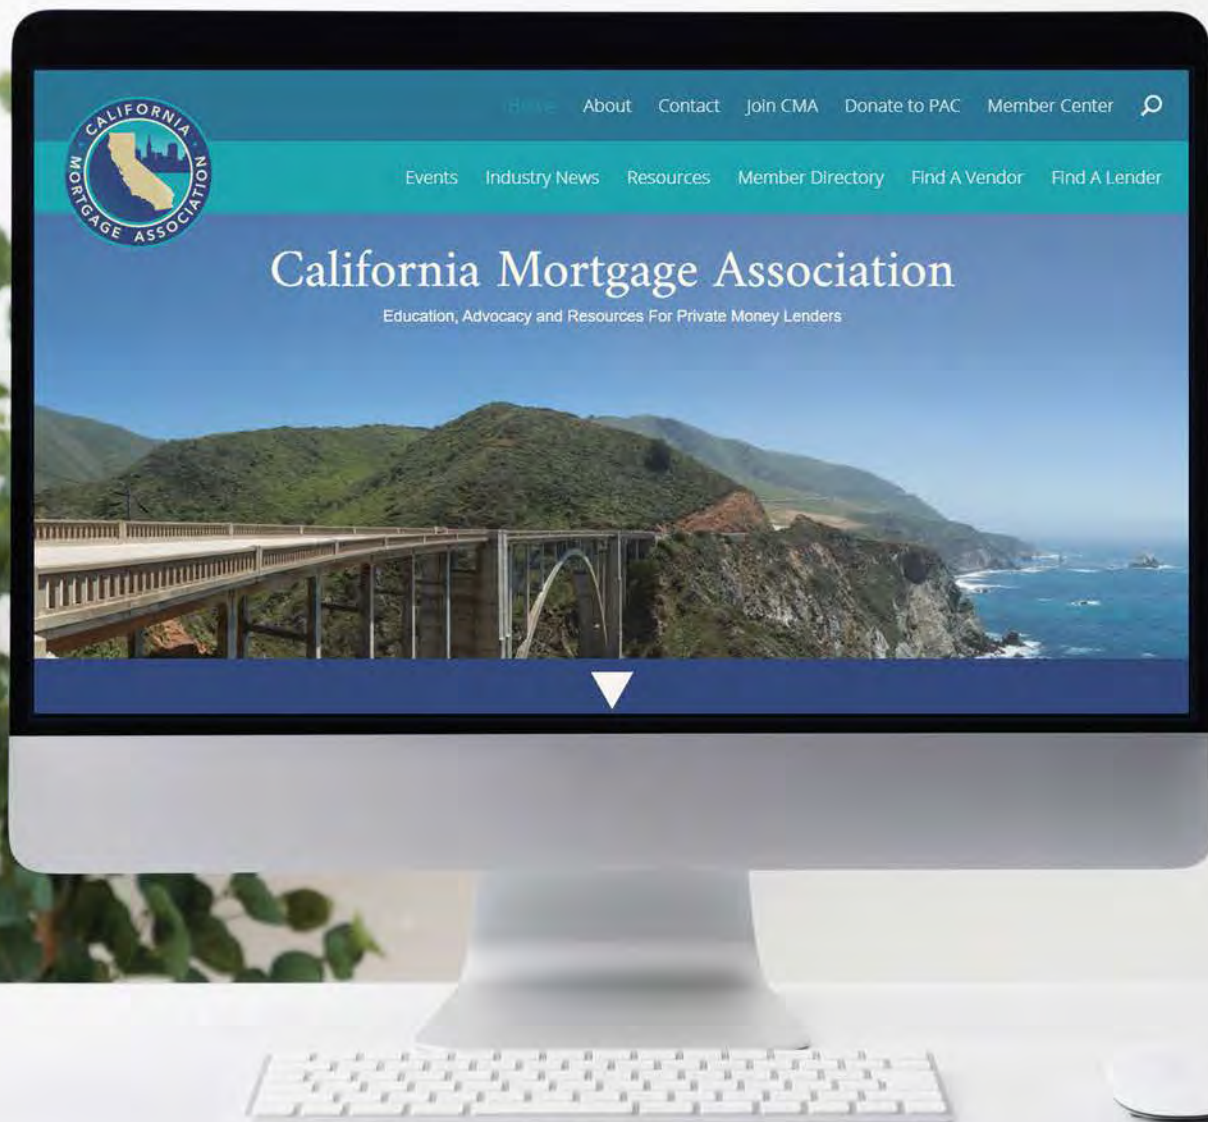 CALIFORNIA
MORTGAGE ASSOCIATION
Home About Contact Join CMA Donate to PAC Member Center
Events Industry News Resources Member Directory Find A Vendor Find A Lender
California Mortgage Association
Education, Advocacy and Resources For Private Money Lenders